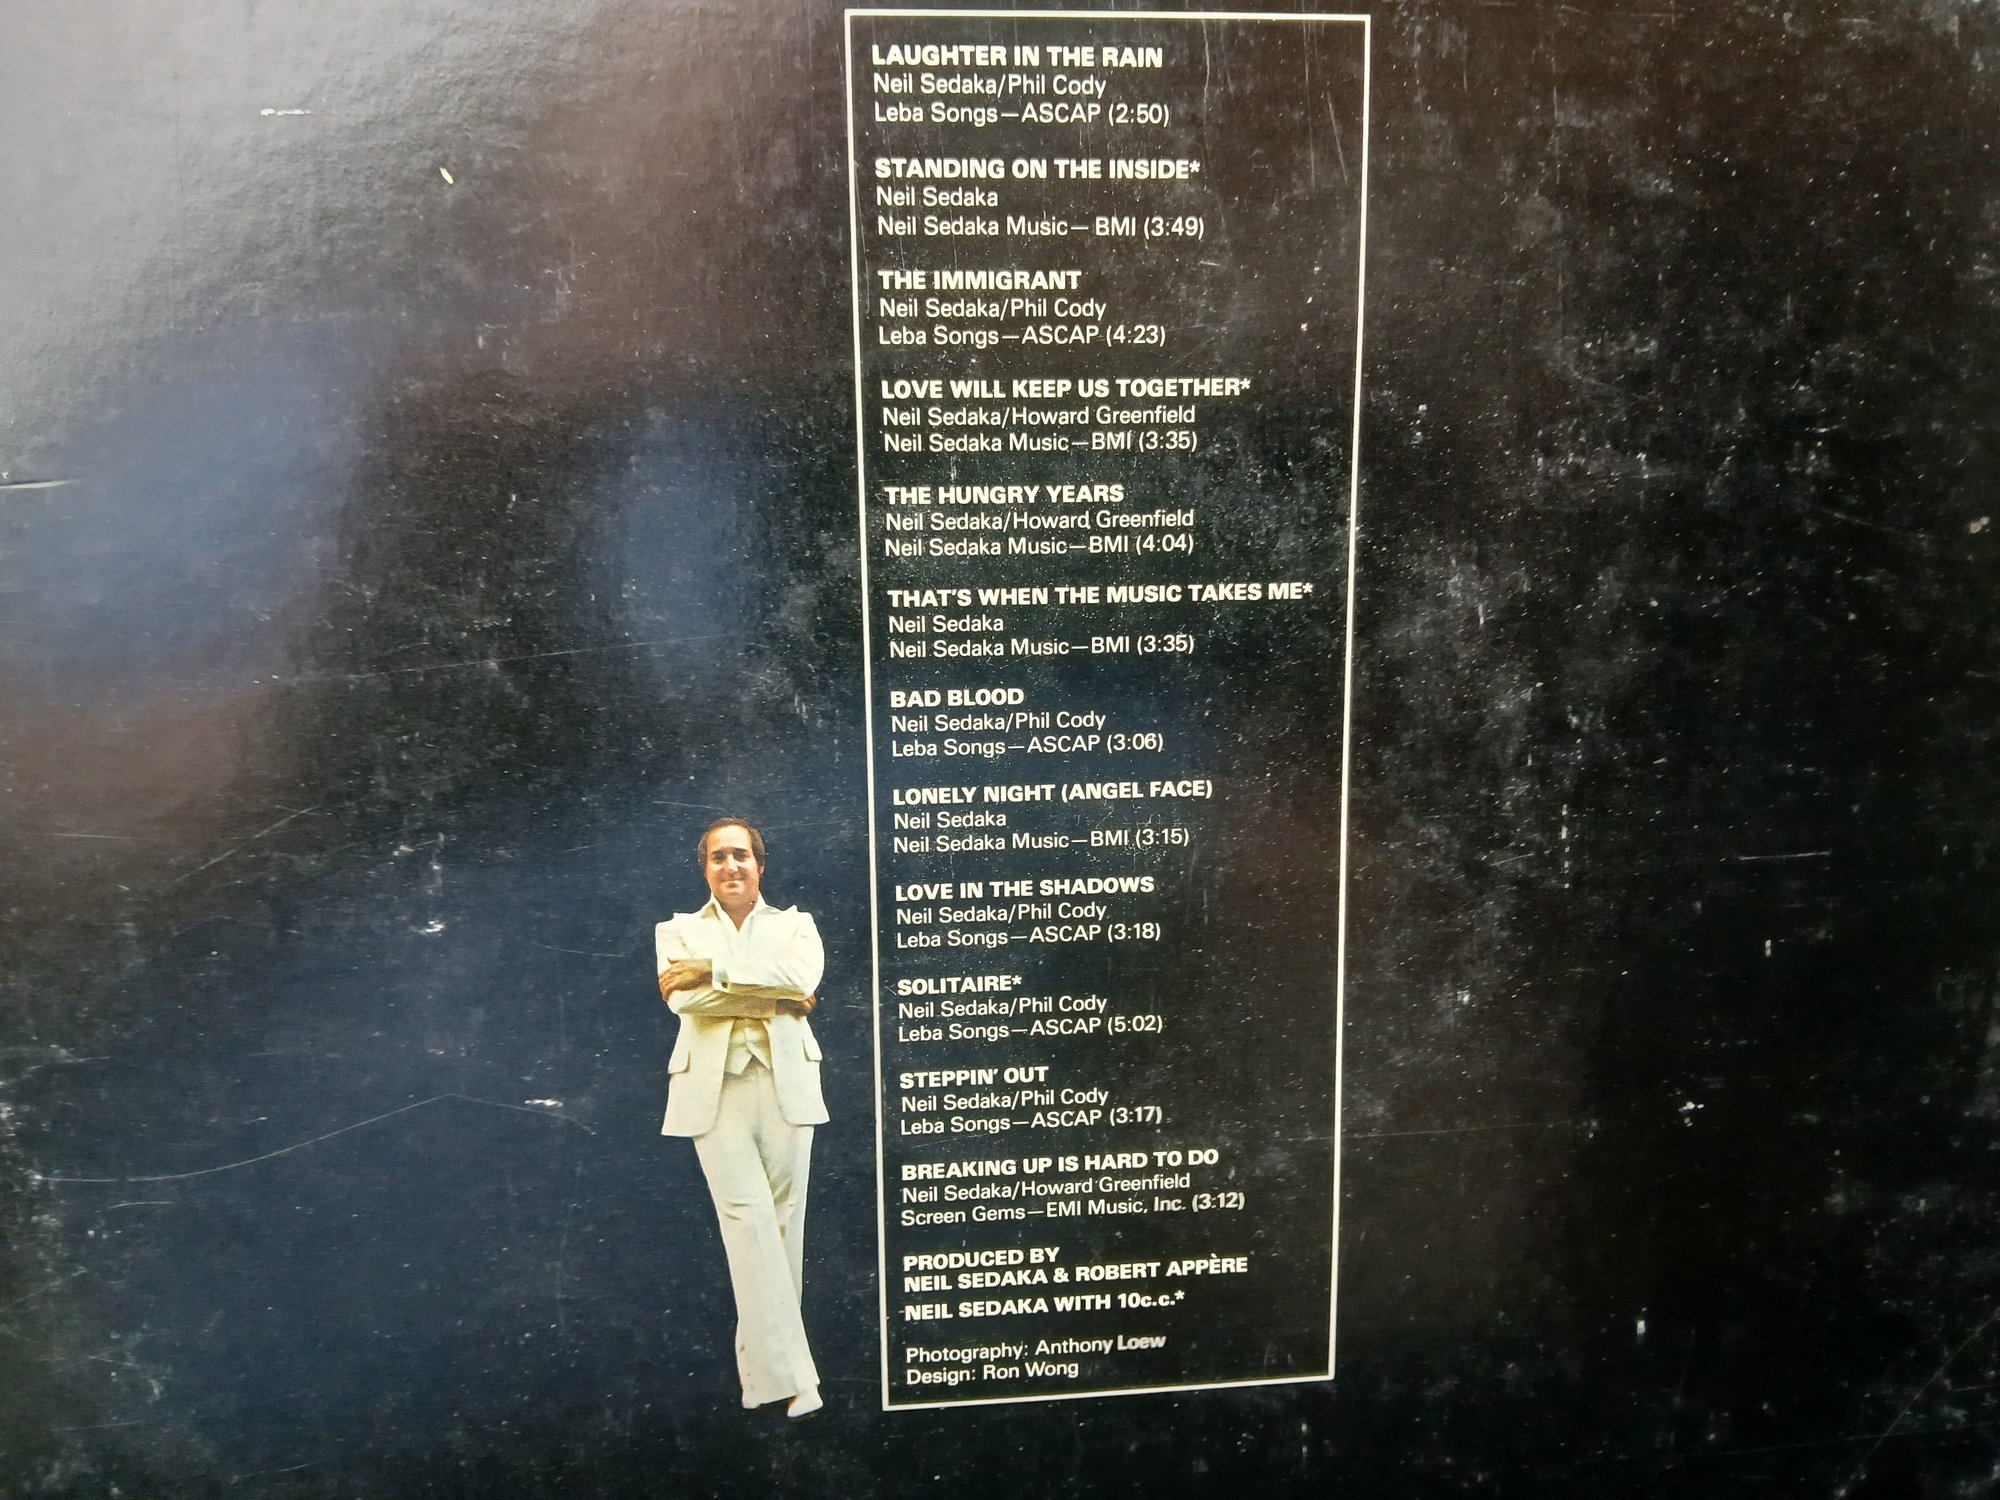 LAUGHTER IN THE RAIN
Neil Sedaka/Phil Cody
Leba Songs—ASCAP (2:50)
STANDING ON THE INSIDE*
Neil Sedaka
Neil Sedaka Music—BMI (3:49)
THE IMMIGRANT
Neil Sedaka/Phil Cody
Leba Songs—ASCAP (4:23)
LOVE WILL KEEP US TOGETHER*
Neil Sedaka/Howard Greenfield
Neil Sedaka Music—BMI (3:35)
THE HUNGRY YEARS
Neil Sedaka/Howard Greenfield
Neil Sedaka Music—BMI (4:04)
THAT'S WHEN THE MUSIC TAKES ME*
Neil Sedaka
Neil Sedaka Music—BMI (3:35)
BAD BLOOD
Neil Sedaka/Phil Cody
Leba Songs—ASCAP (3:06)
LONELY NIGHT (ANGEL FACE)
Neil Sedaka
Neil Sedaka Music—BMI (3:15)
LOVE IN THE SHADOWS
Neil Sedaka/Phil Cody
Leba Songs—ASCAP (3:18)
SOLITAIRE*
Neil Sedaka/Phil Cody
Leba Songs—ASCAP (5:02)
STEPPIN' OUT
Neil Sedaka/Phil Cody
Leba Songs—ASCAP (3:17)
BREAKING UP IS HARD TO DO
Neil Sedaka/Howard Greenfield
Screen Gems—EMI Music, Inc. (3:12)
PRODUCED BY
NEIL SEDAKA & ROBERT APPÈRE
NEIL SEDAKA WITH 10c.c.*
Photography: Anthony Loew
Design: Ron Wong